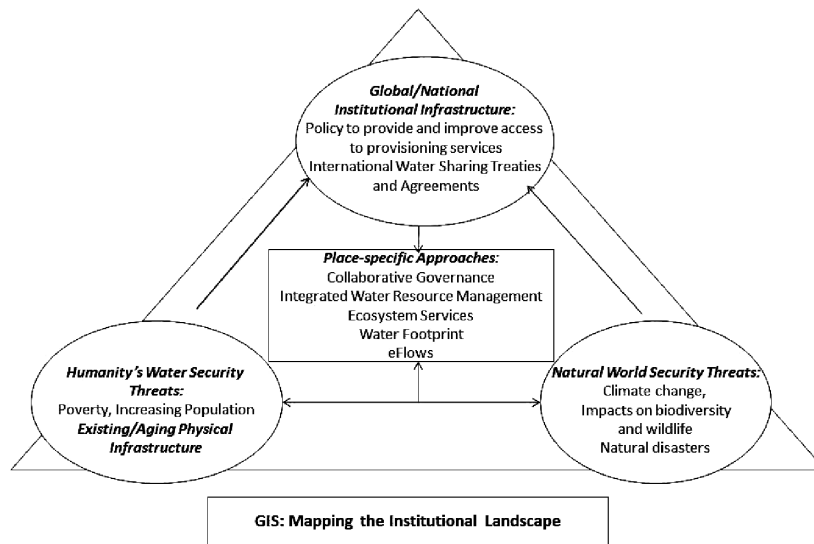 Global/National
Institutional Infrastructure:
Policy to provide and improve access
to provisioning services
International Water Sharing Treaties
and Agreements
Place-specific Approaches:
Collaborative Governance
Integrated Water Resource Management
Ecosystem Services
Water Footprint
eFlows
Humanity's Water Security
Threats:
Poverty, Increasing Population
Existing/Aging Physical
Infrastructure
Natural World Security Threats:
Climate change,
Impacts on biodiversity
and wildlife
Natural disasters
GIS: Mapping the Institutional Landscape